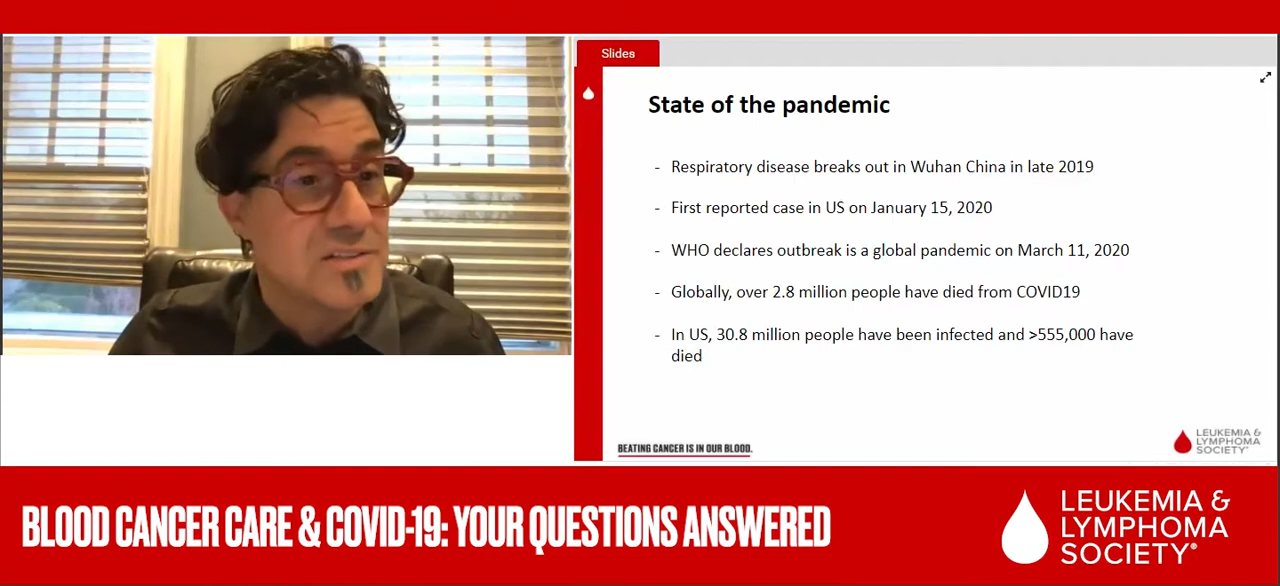 Slides
State of the pandemic
- Respiratory disease breaks out in Wuhan China in late 2019
- First reported case in US on January 15, 2020
- WHO declares outbreak is a global pandemic on March 11, 2020
- Globally, over 2.8 million people have died from COVID19
- In US, 30.8 million people have been infected and >555,000 have
died
BEATING CANCER IS IN OUR BLOOD.
LEUKEMIA &
LYMPHOMA
SOCIETY®
BLOOD CANCER CARE & COVID-19: YOUR QUESTIONS ANSWERED
LEUKEMIA &
LYMPHOMA
SOCIETY®